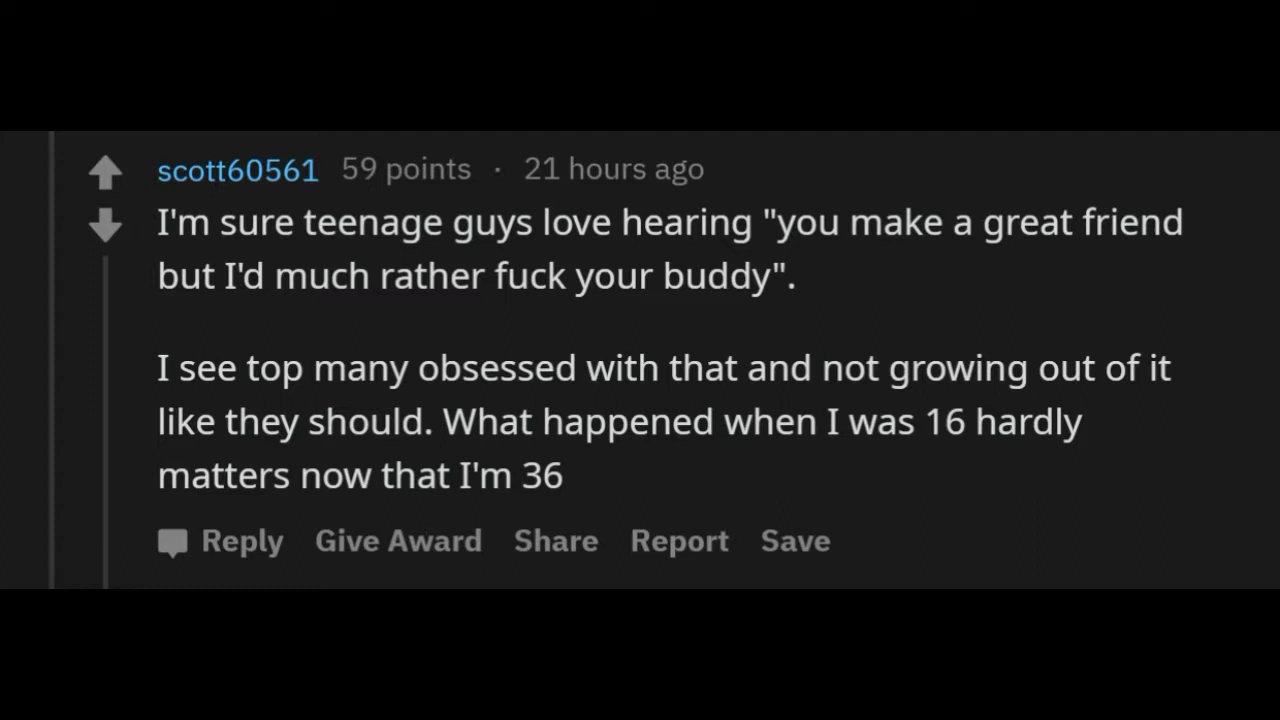 scott60561 59 points · 21 hours ago
I'm sure teenage guys love hearing "you make a great friend
but I'd much rather fuck your buddy".
I see top many obsessed with that and not growing out of it
like they should. What happened when I was 16 hardly
matters now that I'm 36
Reply Give Award Share Report Save